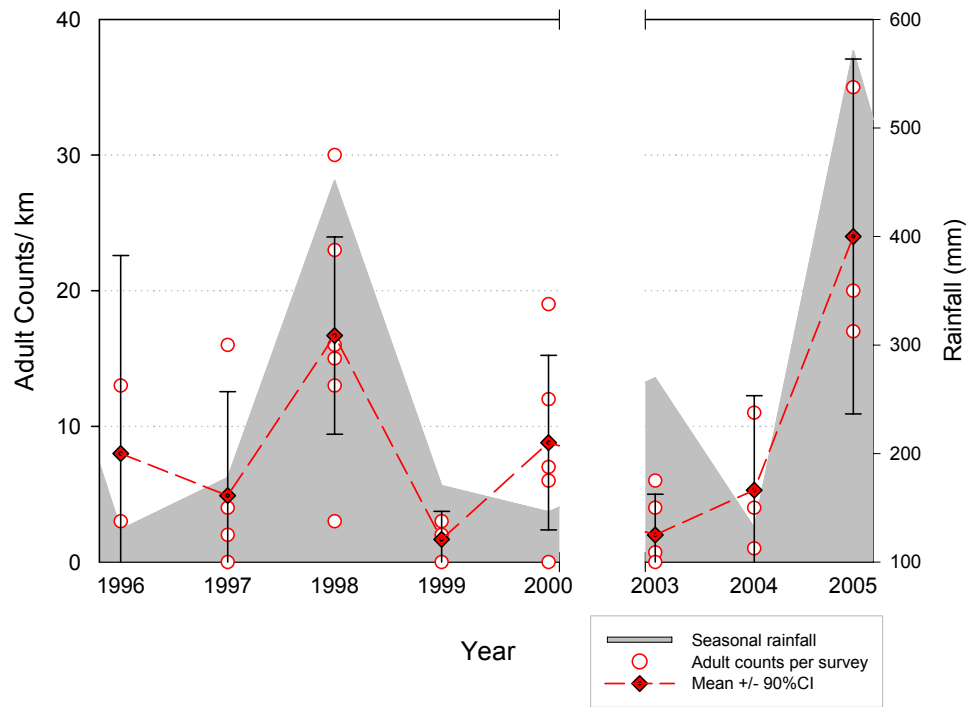 40
30
20
10
0
Adult Counts/ km
600
500
400
300
200
100
Rainfall (mm)
1996 1997 1998 1999 2000 2003 2004 2005
Year
Seasonal rainfall
Adult counts per survey
Mean +/- 90%CI